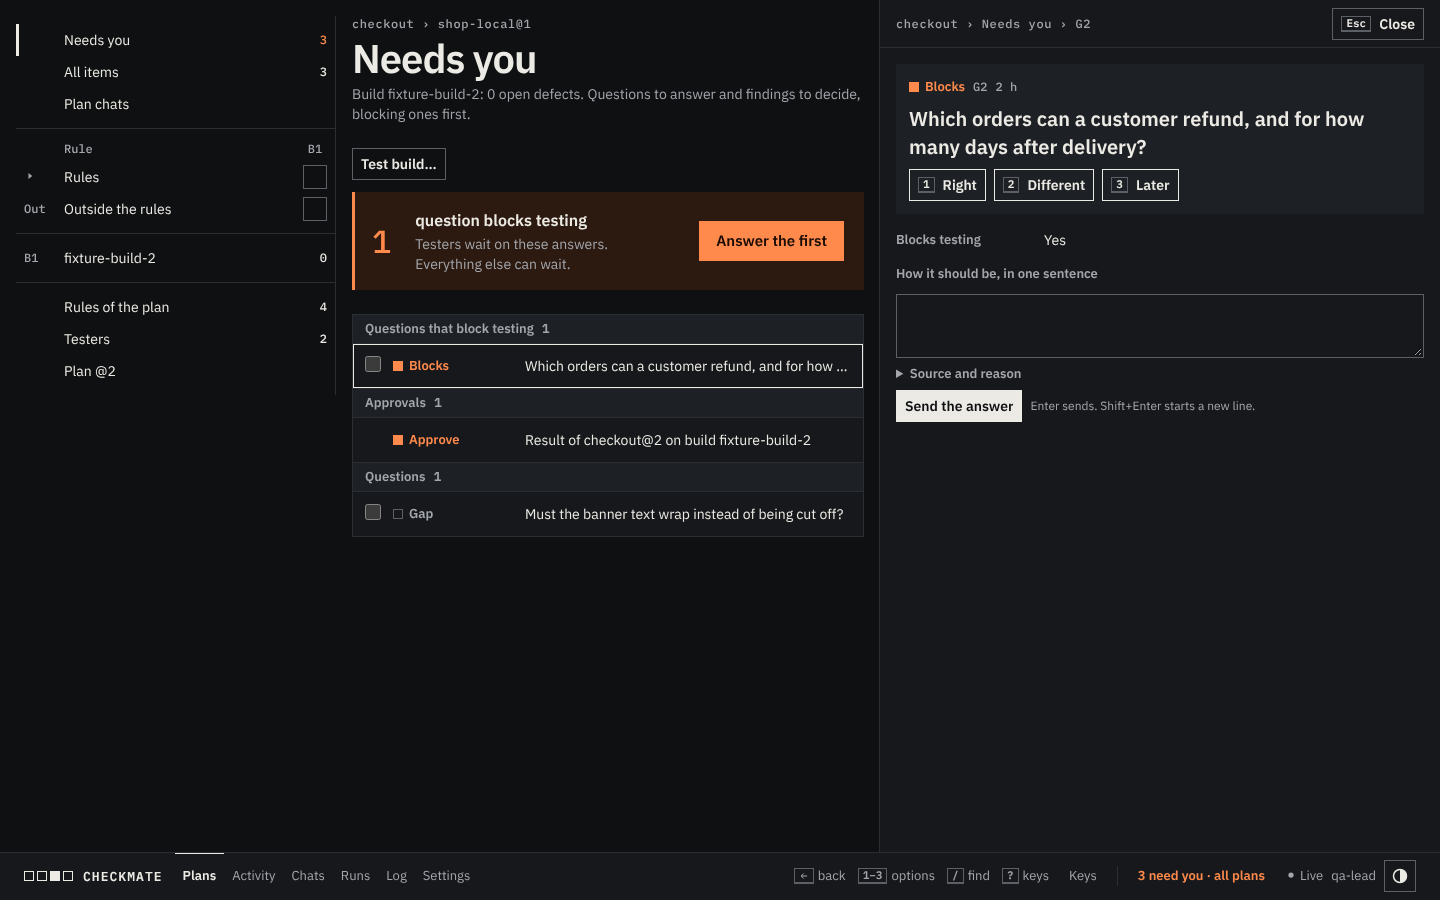 Needs you 3
All items 3
Plan chats
Rule B1
Rules
Out Outside the rules
B1 fixture-build-2 0
Rules of the plan 4
Testers 2
Plan @2
checkout › shop-local@1
Needs you
Build fixture-build-2: 0 open defects. Questions to answer and findings to decide,
blocking ones first.
Test build…
1
question blocks testing
Testers wait on these answers.
Everything else can wait.
Answer the first
Questions that block testing 1
Blocks Which orders can a customer refund, and for how …
Approvals 1
Approve Result of checkout@2 on build fixture-build-2
Questions 1
Gap Must the banner text wrap instead of being cut off?
checkout › Needs you › G2
Esc Close
Blocks G2 2 h
Which orders can a customer refund, and for how
many days after delivery?
1 Right 2 Different 3 Later
Blocks testing Yes
How it should be, in one sentence
Source and reason
Send the answer Enter sends. Shift+Enter starts a new line.
CHECKMATE Plans Activity Chats Runs Log Settings ← back 1–3 options / find ? keys Keys 3 need you · all plans Live qa-lead